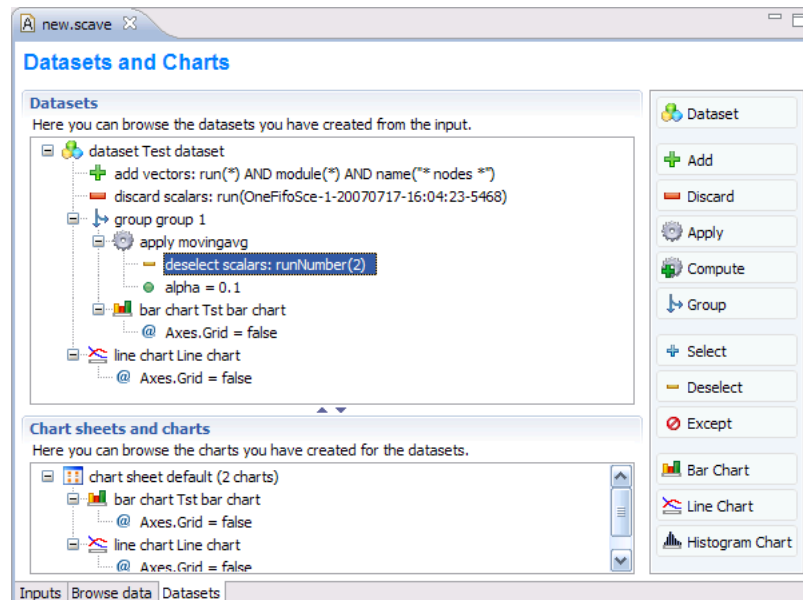 new.scave
Datasets and Charts
Datasets
Here you can browse the datasets you have created from the input.
dataset Test dataset
add vectors: run(*) AND module(*) AND name("* nodes *")
discard scalars: run(OneFifoSce-1-20070717-16:04:23-5468)
group group 1
apply movingavg
deselect scalars: runNumber(2)
alpha = 0.1
bar chart Tst bar chart
@ Axes.Grid = false
line chart Line chart
@ Axes.Grid = false
Chart sheets and charts
Here you can browse the charts you have created for the datasets.
chart sheet default (2 charts)
bar chart Tst bar chart
@ Axes.Grid = false
line chart Line chart
@ Axes.Grid = false
Dataset
Add
Discard
Apply
Compute
Group
Select
Deselect
Except
Bar Chart
Line Chart
Histogram Chart
Inputs Browse data Datasets